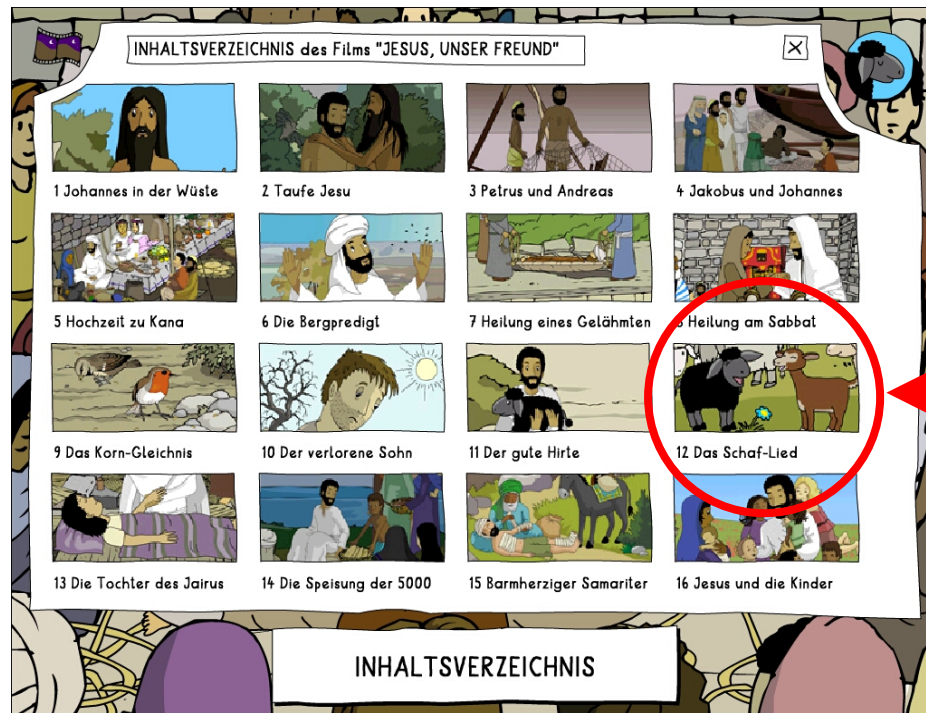 INHALTSVERZEICHNIS des Films "JESUS, UNSER FREUND"
1 Johannes in der Wüste
2 Taufe Jesu
3 Petrus und Andreas
4 Jakobus und Johannes
5 Hochzeit zu Kana
6 Die Bergpredigt
7 Heilung eines Gelähmten
8 Heilung am Sabbat
9 Das Korn-Gleichnis
10 Der verlorene Sohn
11 Der gute Hirte
12 Das Schaf-Lied
13 Die Tochter des Jairus
14 Die Speisung der 5000
15 Barmherziger Samariter
16 Jesus und die Kinder
INHALTSVERZEICHNIS